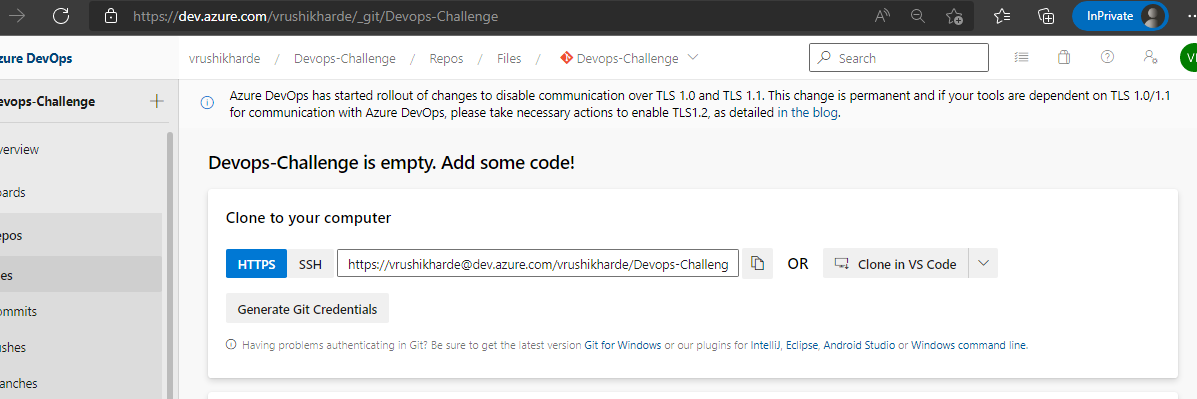 https://dev.azure.com/vrushikharde/_git/Devops-Challenge
A
InPrivate
zure DevOps
vrushikharde / Devops-Challenge / Repos / Files / Devops-Challenge
Search
V
evops-Challenge
Azure DevOps has started rollout of changes to disable communication over TLS 1.0 and TLS 1.1. This change is permanent and if your tools are dependent on TLS 1.0/1.1
for communication with Azure DevOps, please take necessary actions to enable TLS1.2, as detailed in the blog.
verview
oards
epos
es
ommits
shes
anches
Devops-Challenge is empty. Add some code!
Clone to your computer
HTTPS SSH https://vrushikharde@dev.azure.com/vrushikharde/Devops-Challeng OR Clone in VS Code
Generate Git Credentials
Having problems authenticating in Git? Be sure to get the latest version Git for Windows or our plugins for IntelliJ, Eclipse, Android Studio or Windows command line.